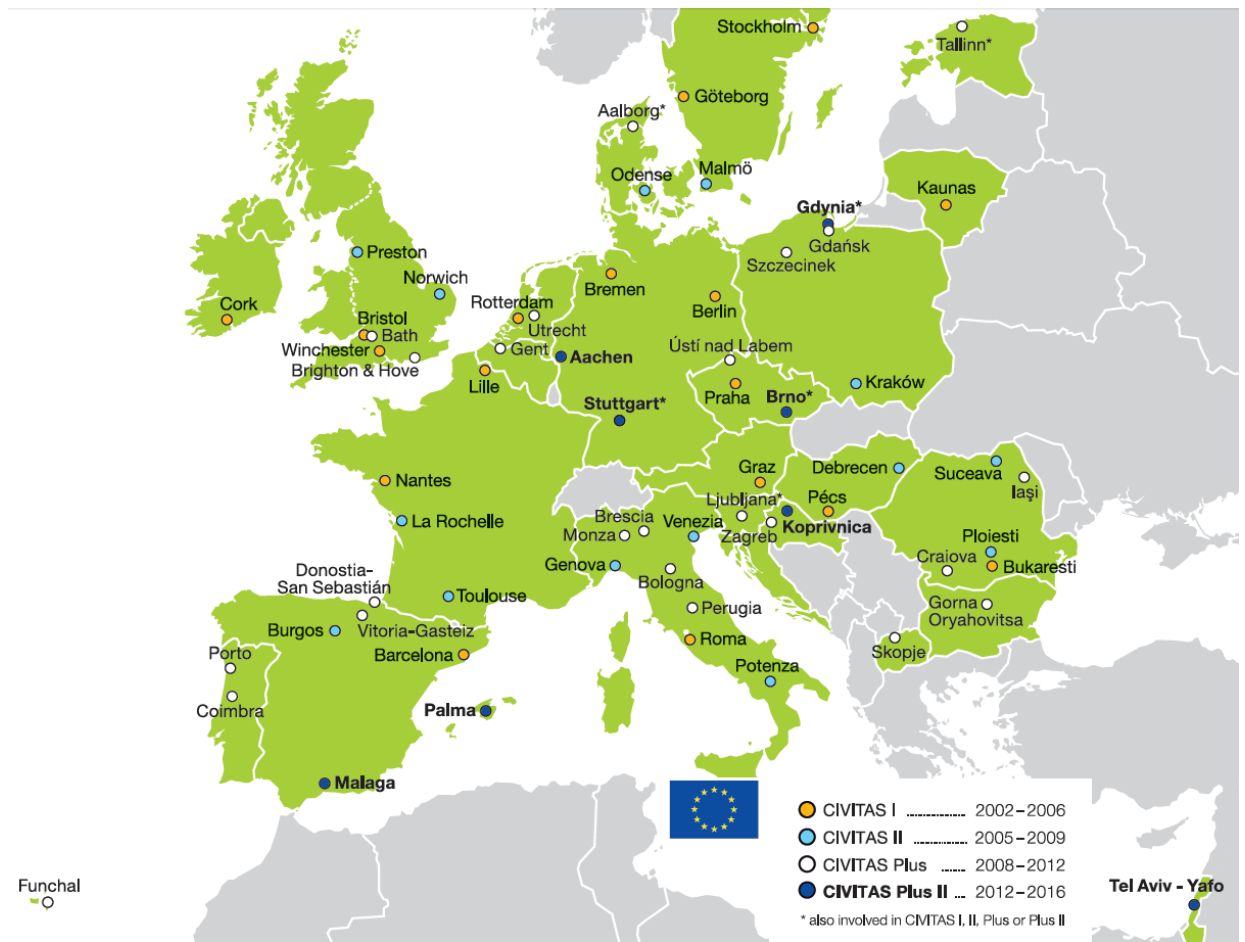 Stockholm
Tallinn*
Göteborg
Aalborg*
Odense
Malmö
Kaunas
Gdynia*
Gdańsk
Szczecinek
Preston
Norwich
Bremen
Berlin
Rotterdam
Utrecht
Cork
Bristol
Bath
Winchester
Brighton & Hove
Gent
Aachen
Lille
Ústí nad Labem
Praha
Kraków
Brno*
Stuttgart*
Nantes
La Rochelle
Graz
Debrecen
Suceava
Iaşi
Ljubljana*
Pécs
Koprivnica
Zagreb
Brescia
Monza
Venezia
Genova
Bologna
Ploiesti
Craiova
Bukaresti
Donostia-
San Sebastián
Toulouse
Vitoria-Gasteiz
Burgos
Perugia
Gorna
Oryahovitsa
Skopje
Roma
Barcelona
Porto
Coimbra
Potenza
Palma
Malaga
Funchal
Tel Aviv - Yafo
CIVITAS I ............... 2002–2006
CIVITAS II .............. 2005–2009
CIVITAS Plus ...... 2008–2012
CIVITAS Plus II ... 2012–2016
* also involved in CIVITAS I, II, Plus or Plus II